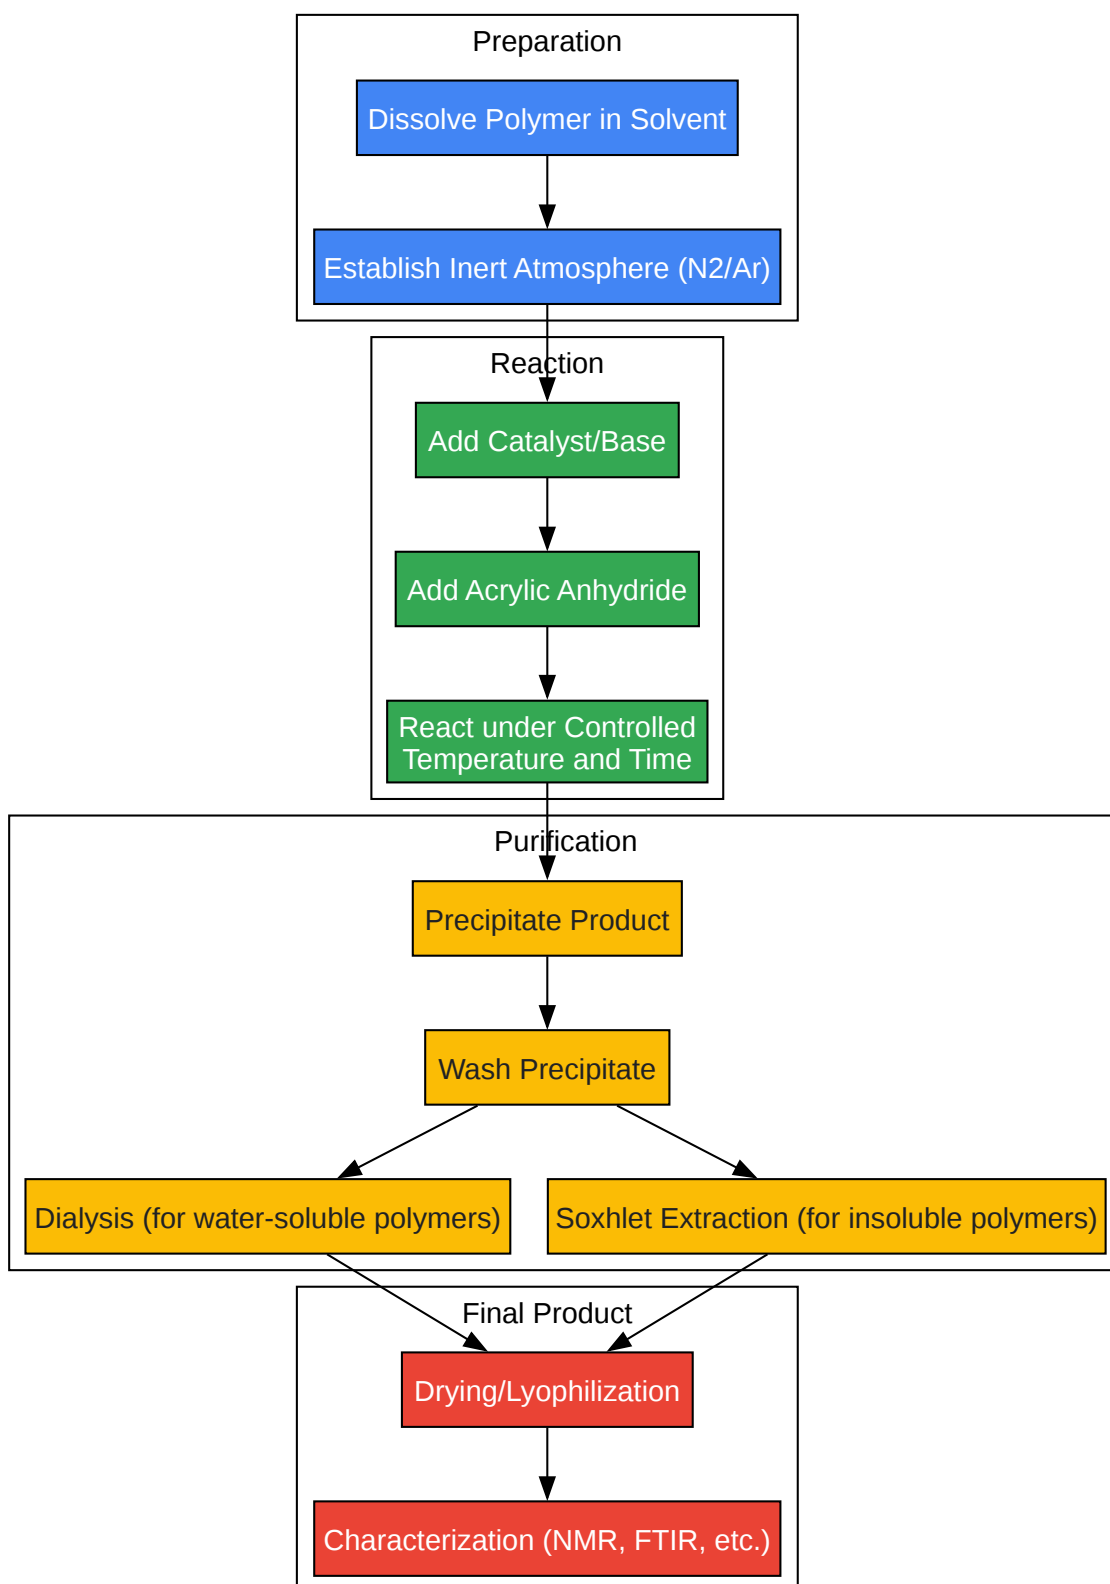 Preparation
Dissolve Polymer in Solvent
Establish Inert Atmosphere (N2/Ar)
Reaction
Add Catalyst/Base
Add Acrylic Anhydride
React under Controlled
Temperature and Time
Purification
Precipitate Product
Wash Precipitate
Dialysis (for water-soluble polymers)
Soxhlet Extraction (for insoluble polymers)
Final Product
Drying/Lyophilization
Characterization (NMR, FTIR, etc.)